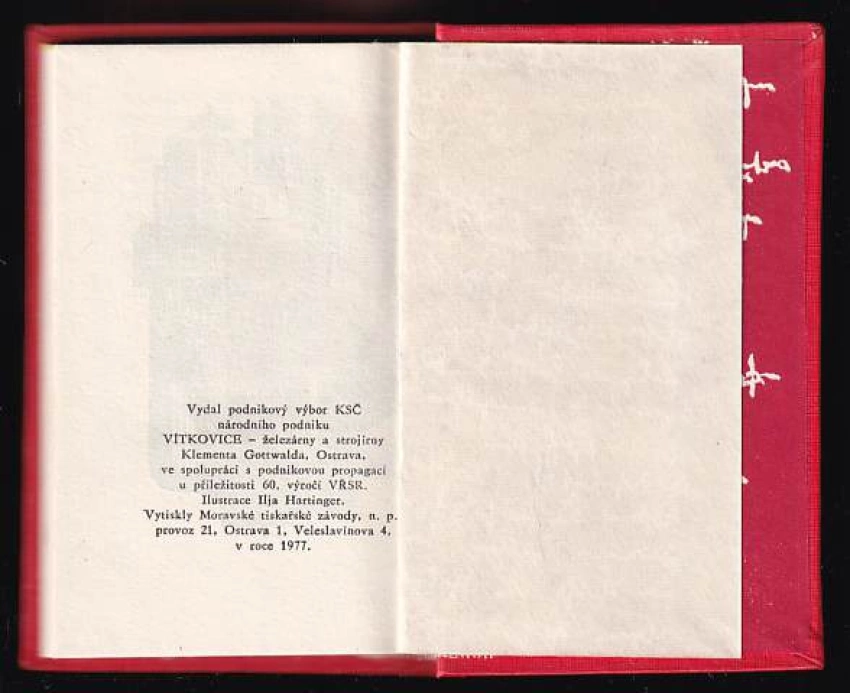 Vydal podnikový výbor KSČ
národního podniku
VÍTKOVICE – železárny a strojírny
Klementa Gottwalda, Ostrava,
ve spolupráci s podnikovou propagací
u příležitosti 60. výročí VŘSR.
Ilustrace Ilja Hartinger.
Vytiskly Moravské tiskařské závody, n. p.
provoz 21, Ostrava 1, Veleslavínova 4,
v roce 1977.